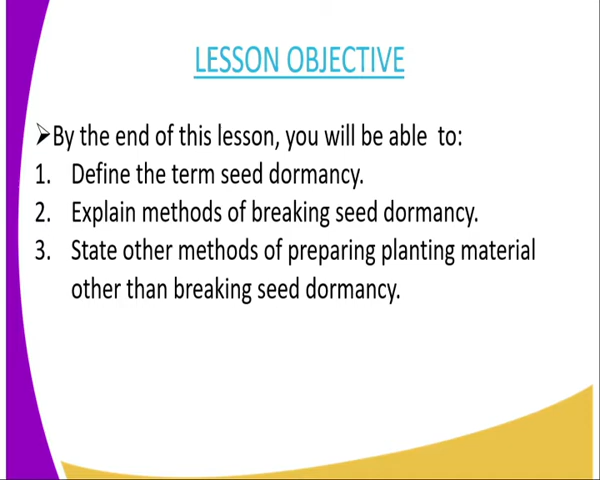 LESSON OBJECTIVE
➢By the end of this lesson, you will be able to:
1. Define the term seed dormancy.
2. Explain methods of breaking seed dormancy.
3. State other methods of preparing planting material
other than breaking seed dormancy.